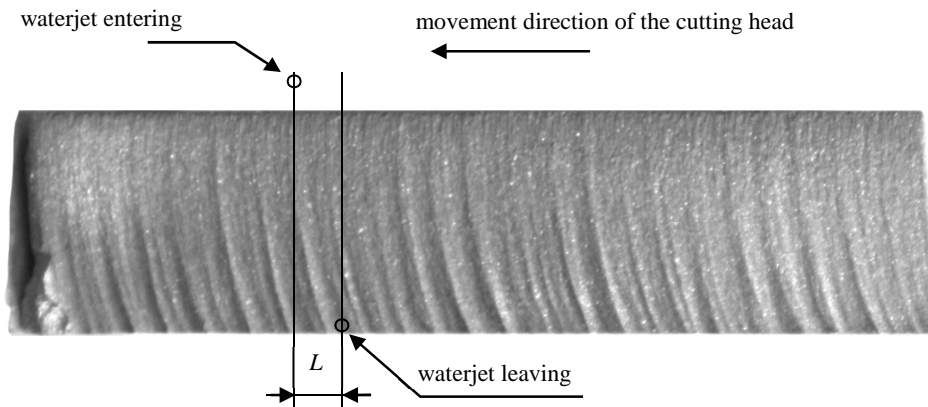 waterjet entering
movement direction of the cutting head
L
waterjet leaving